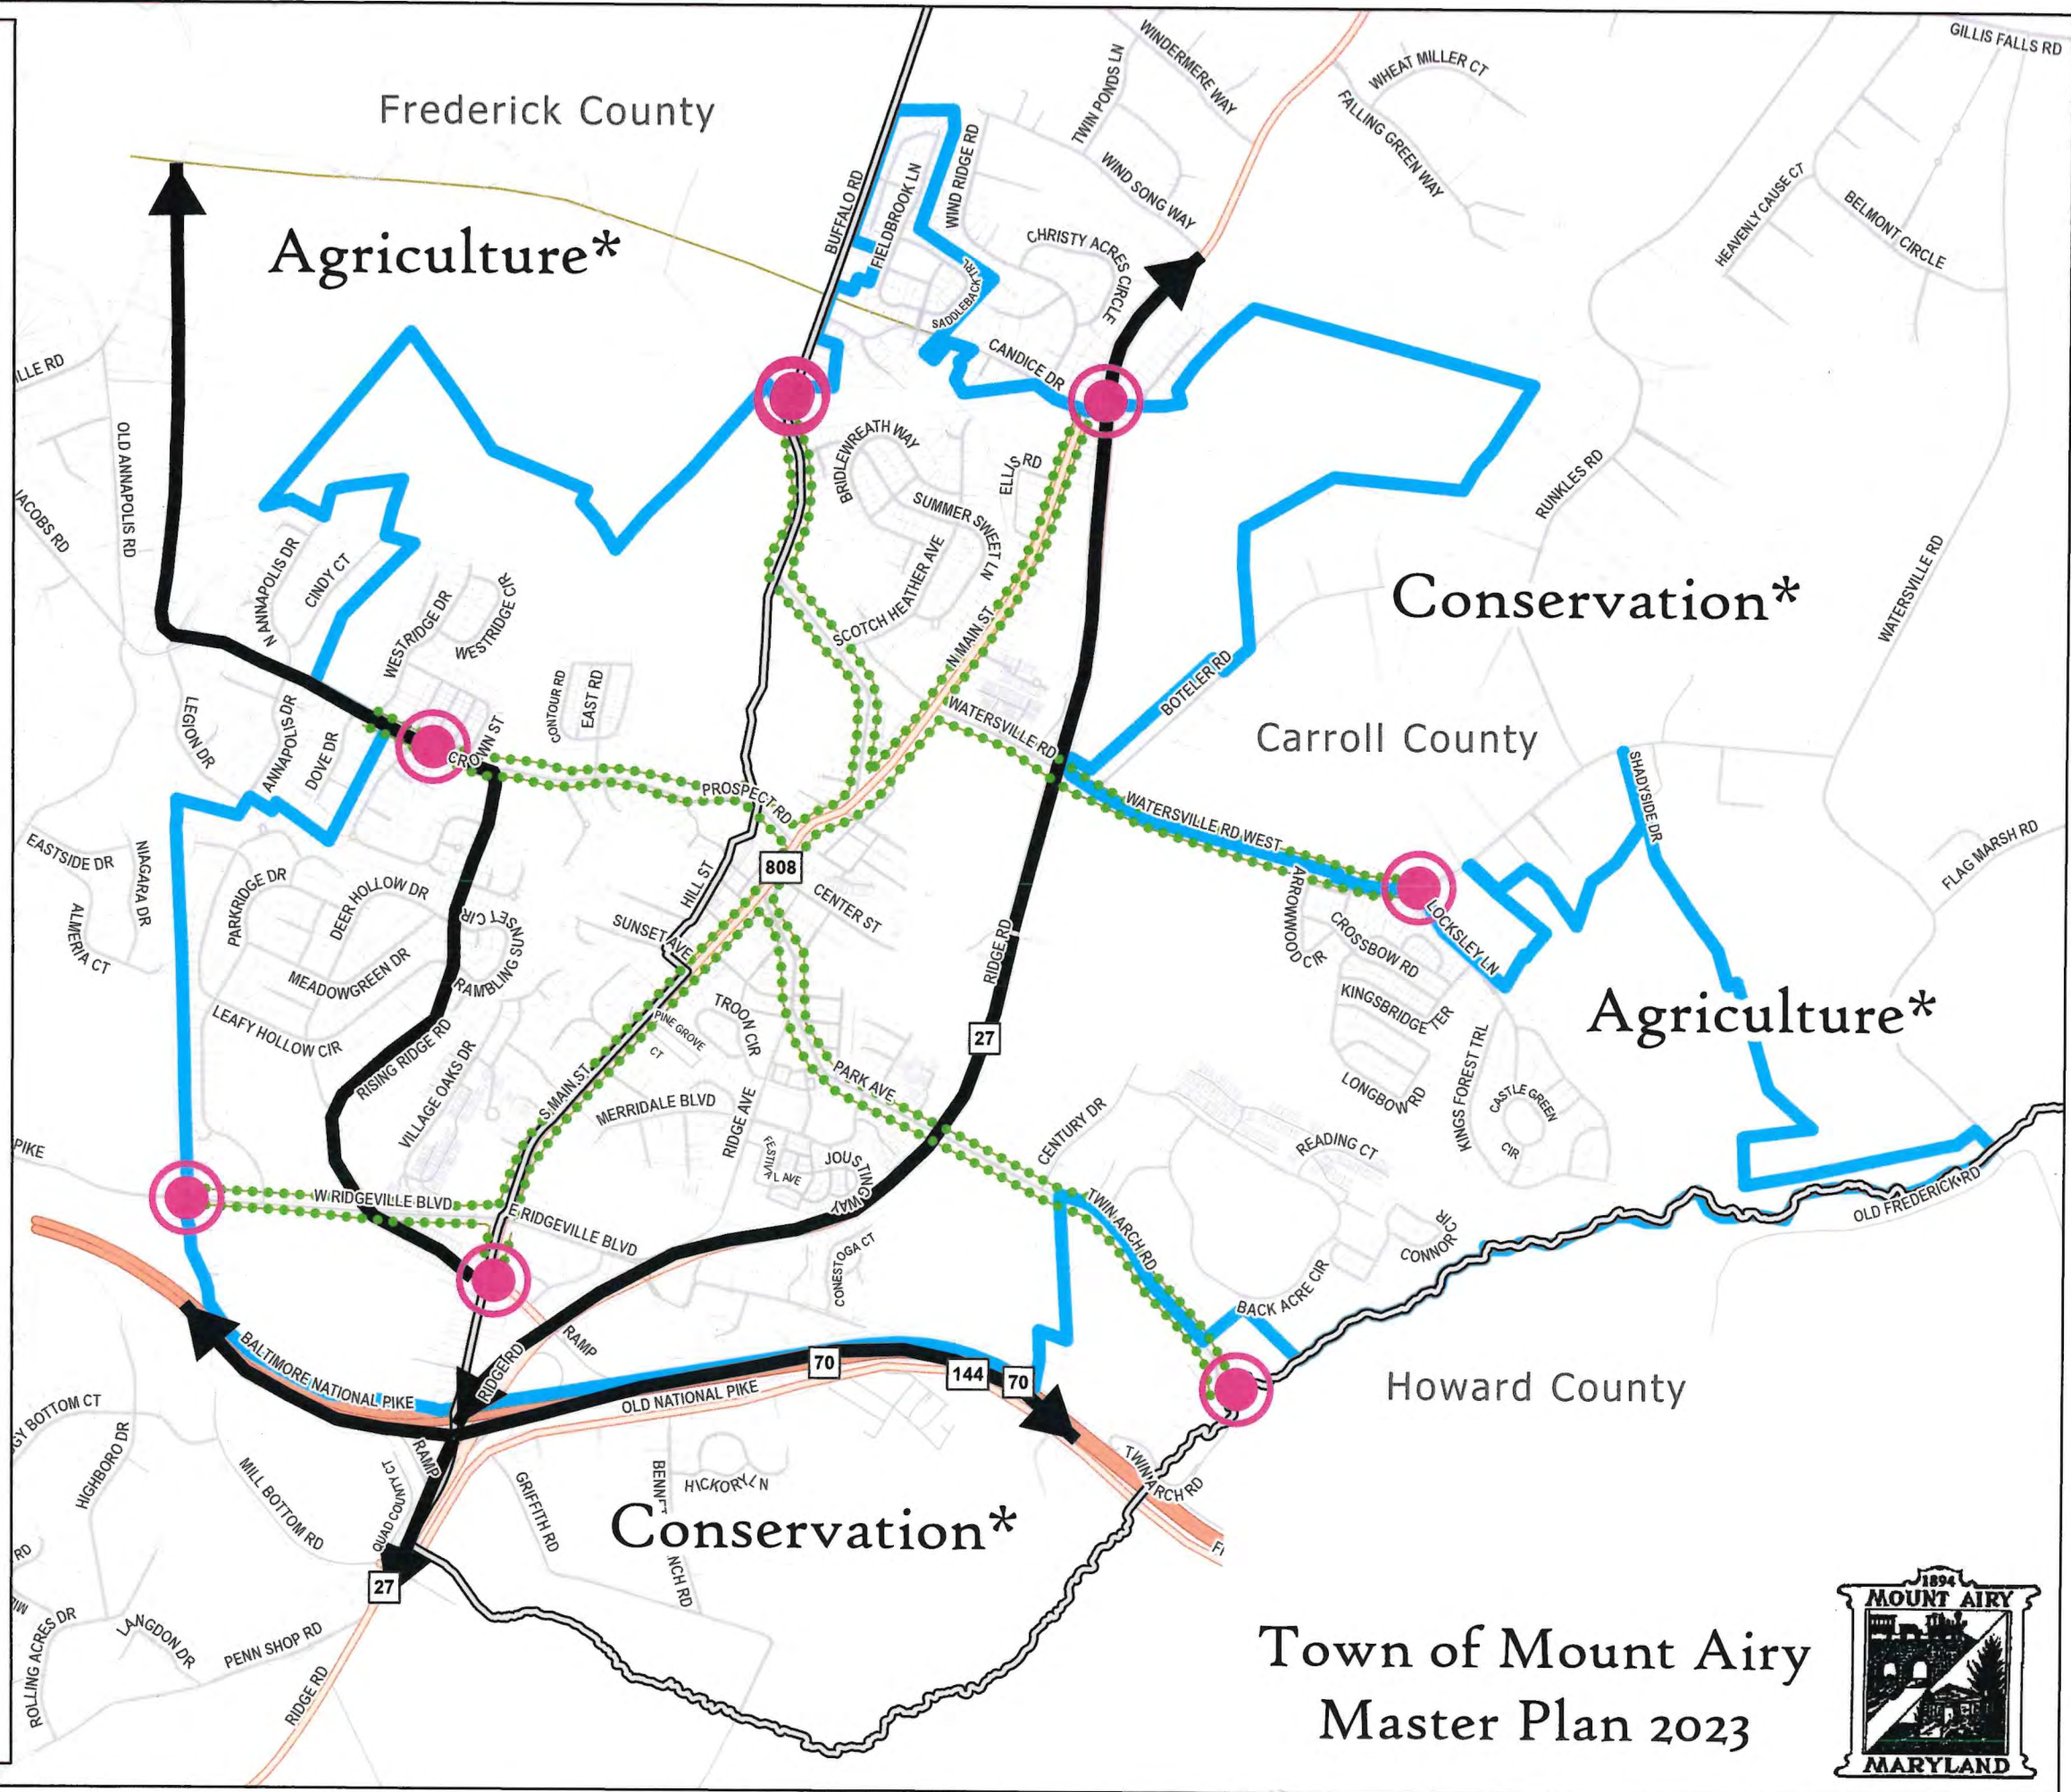 Frederick County
Agriculture*
Conservation*
Carroll County
Agriculture*
Howard County
Conservation*
Town of Mount Airy
Master Plan 2023
1894
MOUNT AIRY
MARYLAND
GILLIS FALLS RD
WINDERMERE WAY
TWIN PONDS LN
WHEAT MILLER CT
FALLING GREEN WAY
WIND SONG WAY
WIND RIDGE RD
BUFFALO RD
FIELDBROOK LN
CHRISTY ACRES CIRCLE
SADDLEBACK TRL
CANDICE DR
HEAVENLY CAUSE CT
BELMONT CIRCLE
ILLE RD
OLD ANNAPOLIS RD
JACOBS RD
BRIDLEWREATH WAY
ELLIS RD
SUMMER SWEET LN
SCOTCH HEATHER AVE
RUNKLES RD
WATERSVILLE RD
N ANNAPOLIS DR
CINDY CT
WESTRIDGE DR
WESTRIDGE CIR
N MAIN ST
BOTELER RD
CONTOUR RD
EAST RD
LEGION DR
ANNAPOLIS DR
DOVE DR
CROWN ST
WATERSVILLE RD
PROSPECT RD
WATERSVILLE RD WEST
SHADYSIDE DR
FLAG MARSH RD
EASTSIDE DR
NIAGARA DR
ALMERIA CT
PARKRIDGE DR
DEER HOLLOW DR
MEADOWGREEN DR
RAMBLING SUNSET CIR
LEAFY HOLLOW CIR
HILL ST
808
CENTER ST
SUNSET AVE
ARROWWOOD CIR
CROSSBOW RD
LOCKSLEY LN
KINGSBRIDGE TER
RIDGE RD
27
TROON CIR
PINE GROVE
CT
PARK AVE
RISING RIDGE RD
VILLAGE OAKS DR
S MAIN ST
MERRIDALE BLVD
RIDGE AVE
FESTIVAL AVE
JOUSTING WAY
CENTURY DR
LONGBOW RD
KINGS FOREST TRL
CASTLE GREEN
CIR
READING CT
PIKE
W RIDGEVILLE BLVD
E RIDGEVILLE BLVD
TWIN ARCH RD
OLD FREDERICK RD
CONNOR CIR
CONESTOGA CT
BACK ACRE CIR
BALTIMORE NATIONAL PIKE
RAMP
RIDGE RD
70
144
70
OLD NATIONAL PIKE
GY BOTTOM CT
HIGHBORO DR
MILL BOTTOM RD
RAMP
QUAD COUNTY CT
GRIFFITH RD
BENNET
NCH RD
HICKORY LN
TWIN ARCH RD
27
RD
ROLLING ACRES DR
LANGDON DR
PENN SHOP RD
RIDGE RD